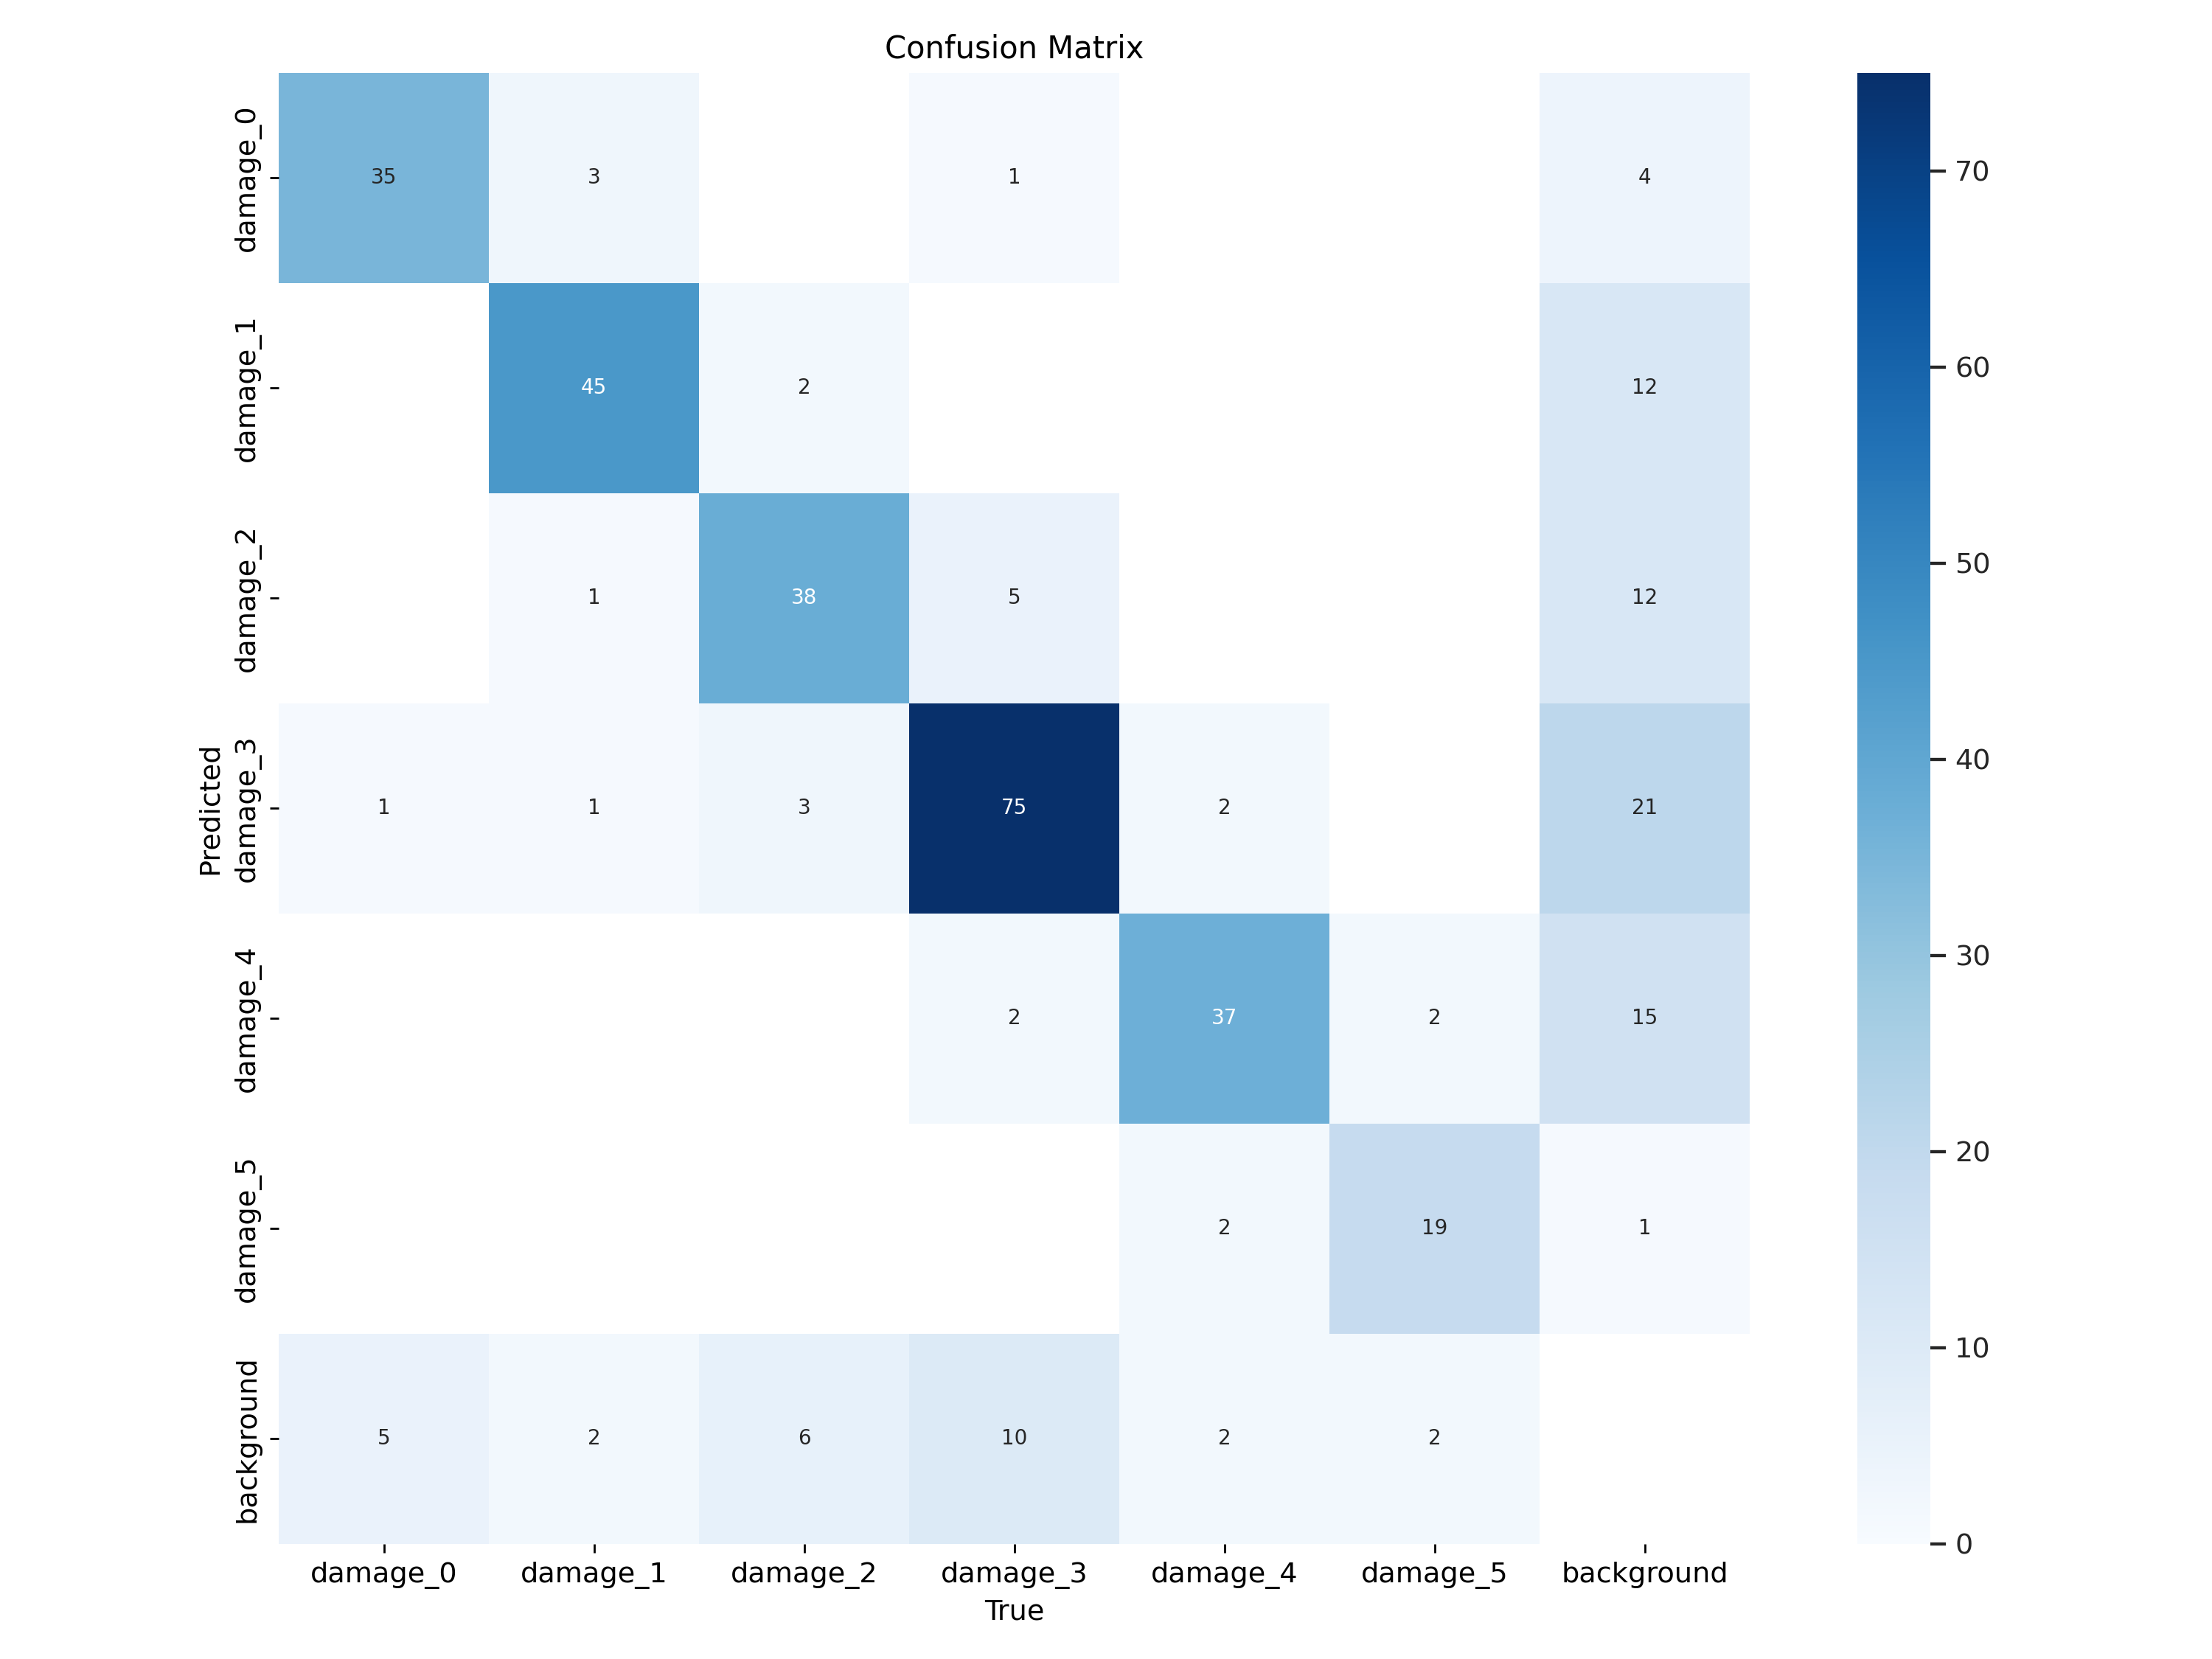 Confusion Matrix
damage_0 35 3 1 4
damage_1 45 2 12
damage_2 1 38 5 12
damage_3 1 1 3 75 2 21
damage_4 2 37 2 15
damage_5 2 19 1
background 5 2 6 10 2 2
damage_0 damage_1 damage_2 damage_3 damage_4 damage_5 background
True
Predicted
70
60
50
40
30
20
10
0